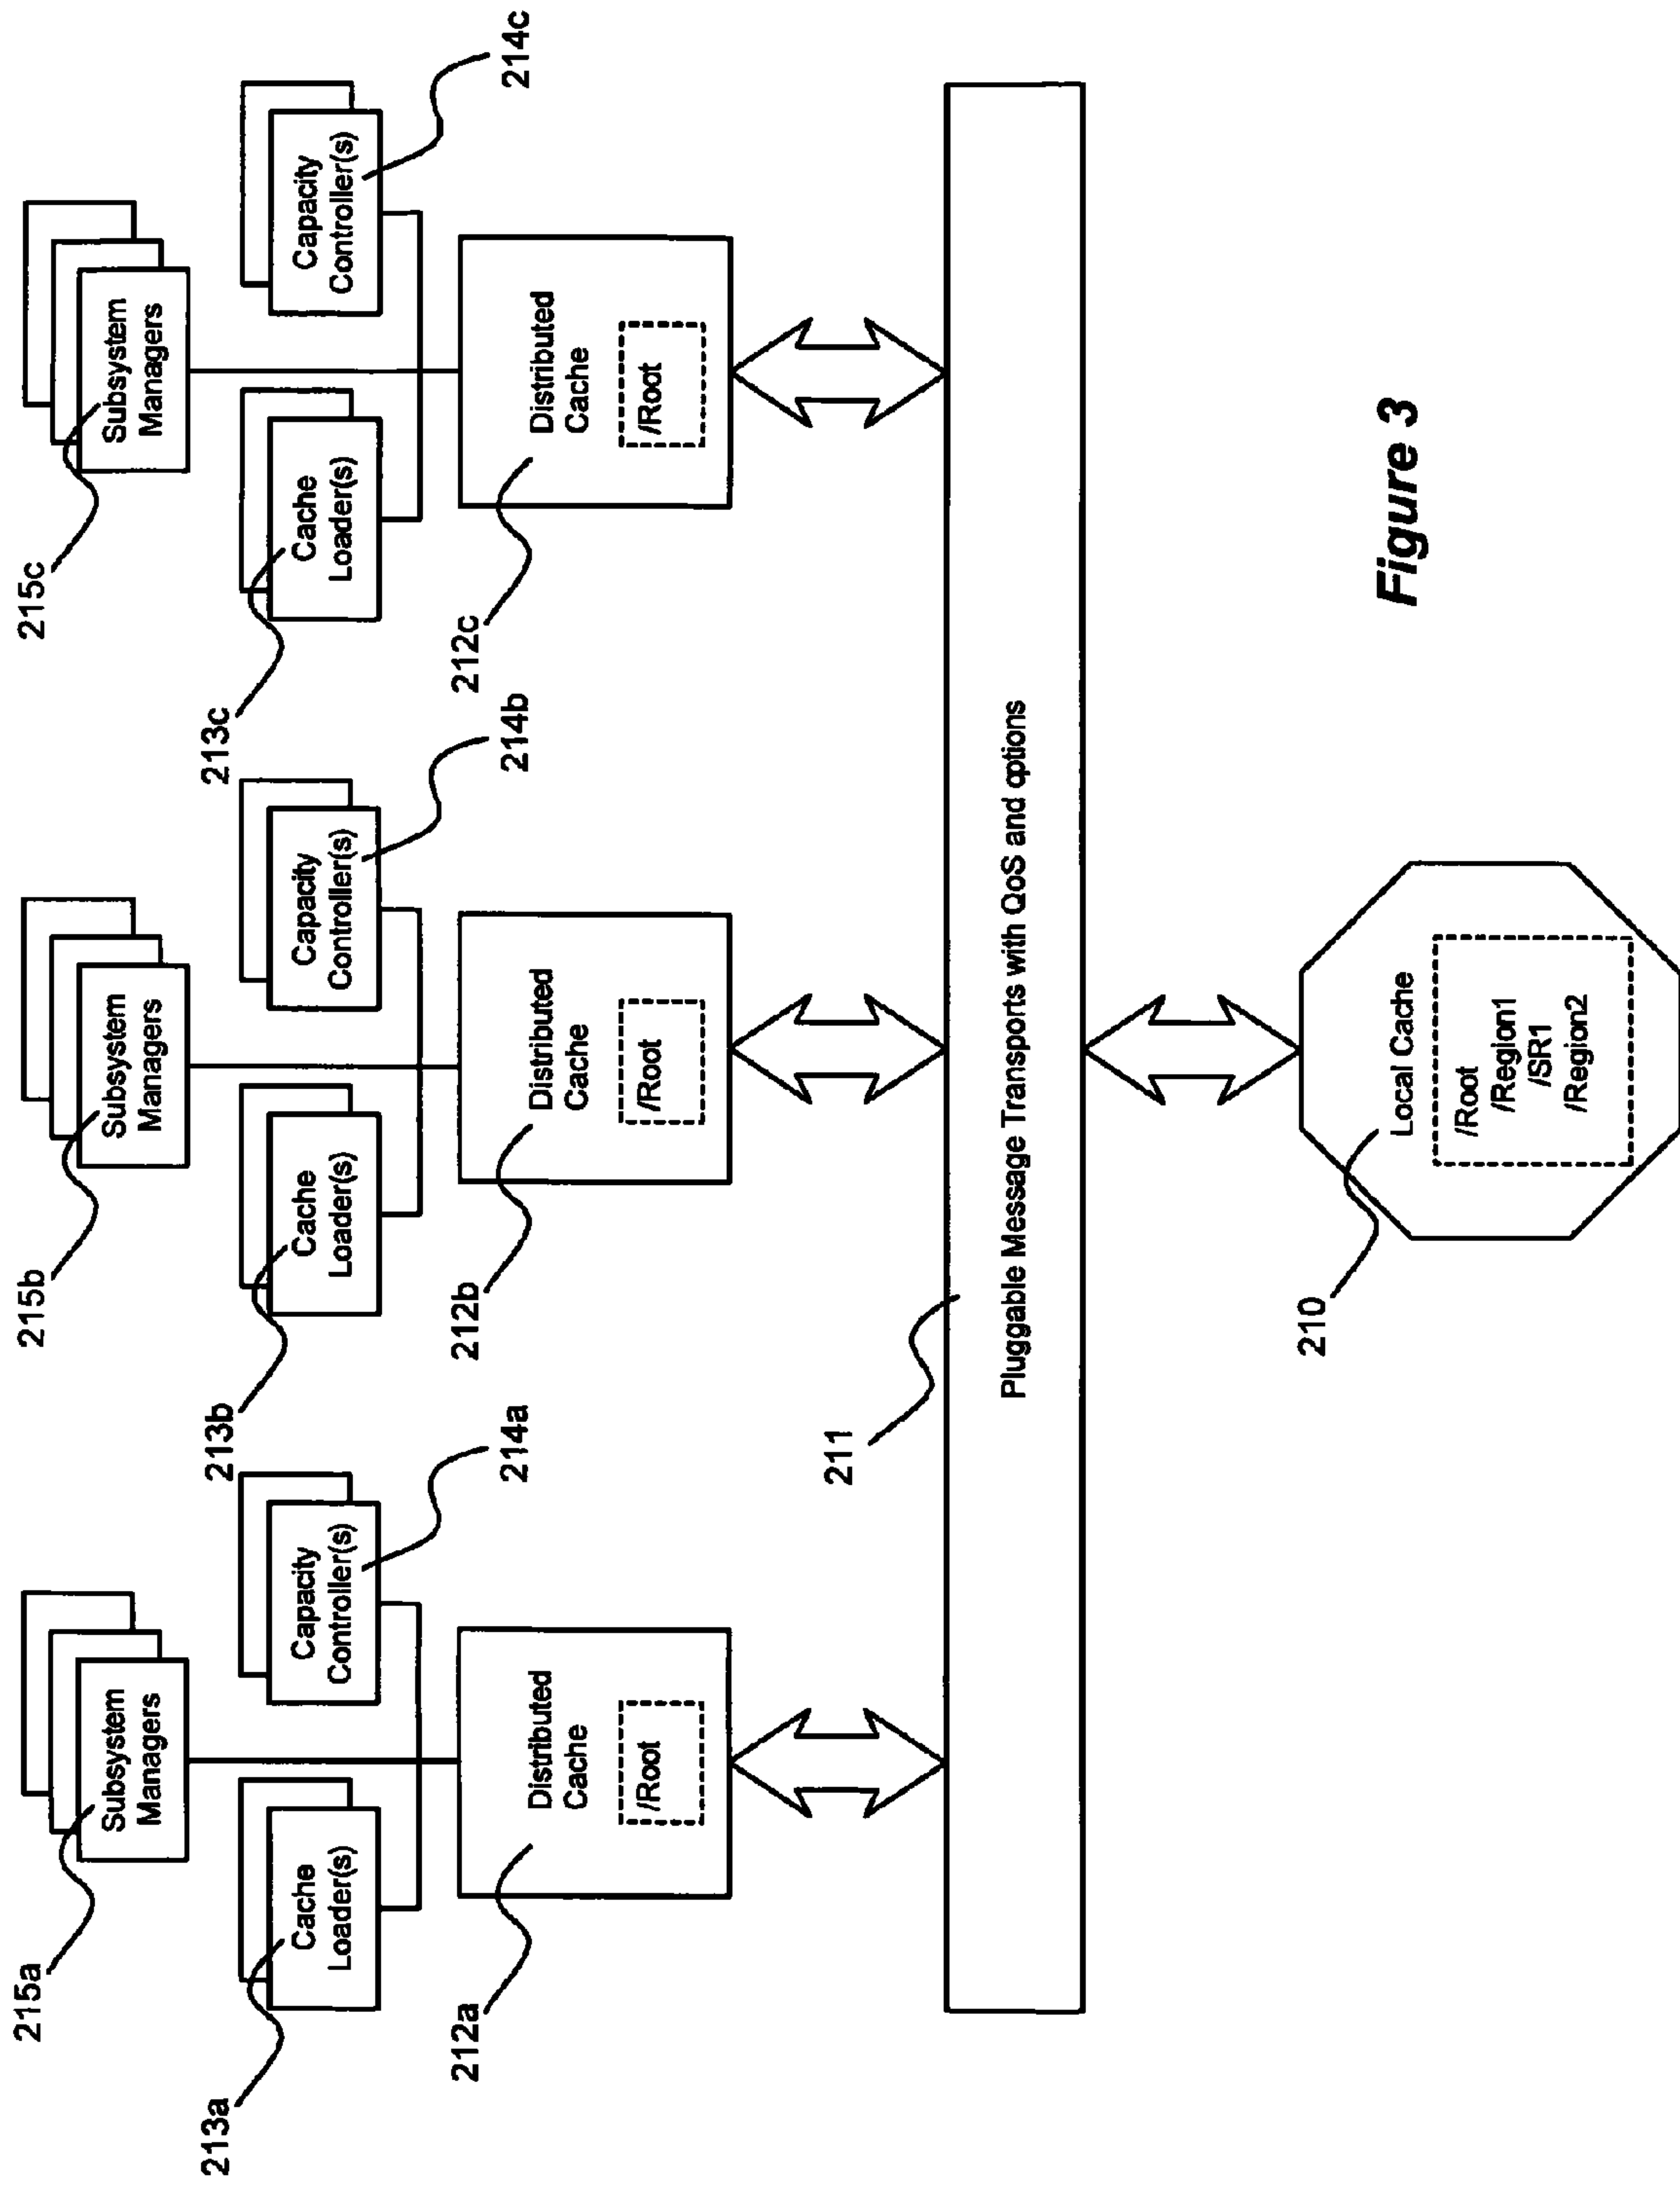 215a
Subsystem
Managers
215b
Subsystem
Managers
215c
Subsystem
Managers
213a
Cache
Loader(s)
Capacity
Controller(s)
214a
213b
Cache
Loader(s)
Capacity
Controller(s)
214b
213c
Cache
Loader(s)
Capacity
Controller(s)
214c
212a
Distributed
Cache
/Root
212b
Distributed
Cache
/Root
212c
Distributed
Cache
/Root
211
Pluggable Message Transports with QoS and options
210
Local Cache
/Root
/Region1
/SR1
/Region2
Figure 3